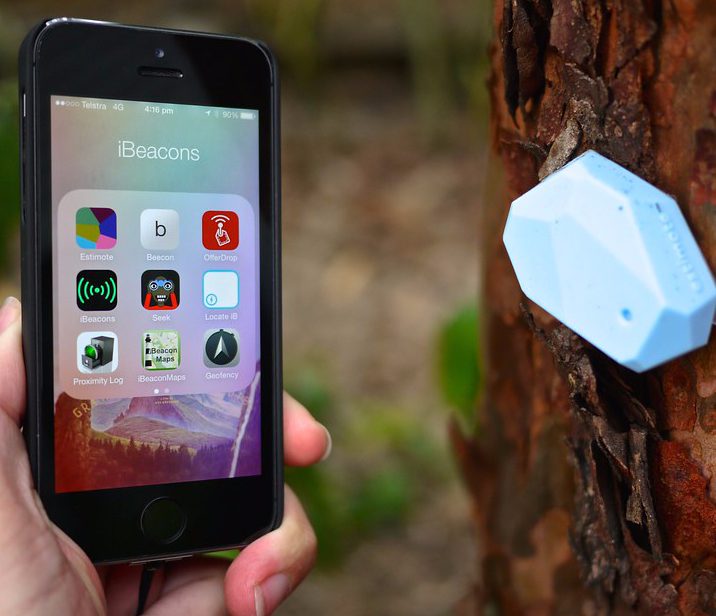 Telstra 4G 4:16 pm 90%
iBeacons
b
Estimote Beecon OfferDrop
iBeacons Seek Locate iB
iBeacon
Maps
Proximity Log iBeaconMaps Geofency
GR
estimote